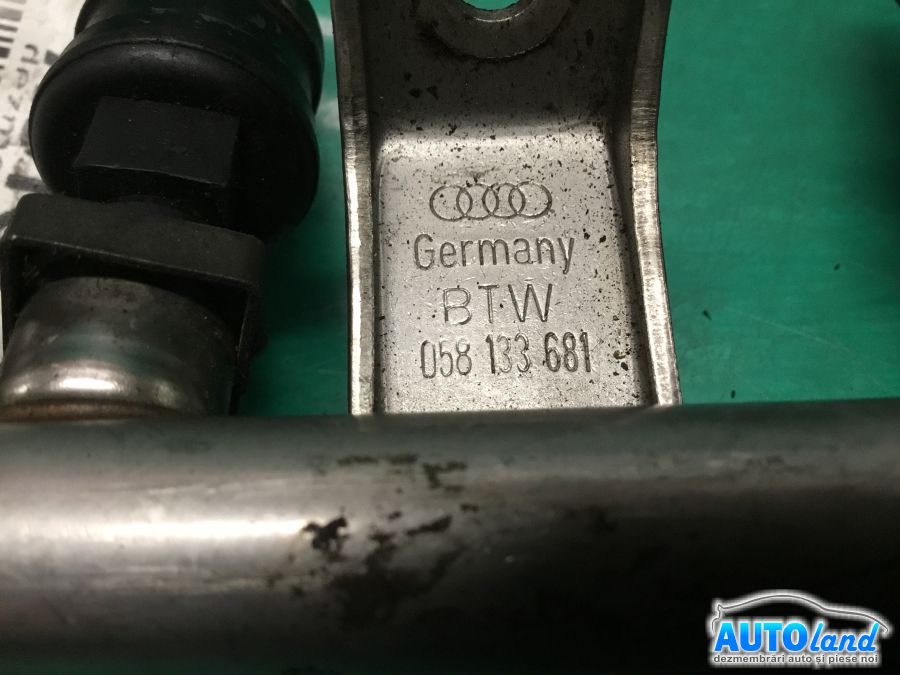 Germany
BTW
058 133 681
AUTOland
dezmembrări auto și piese noi